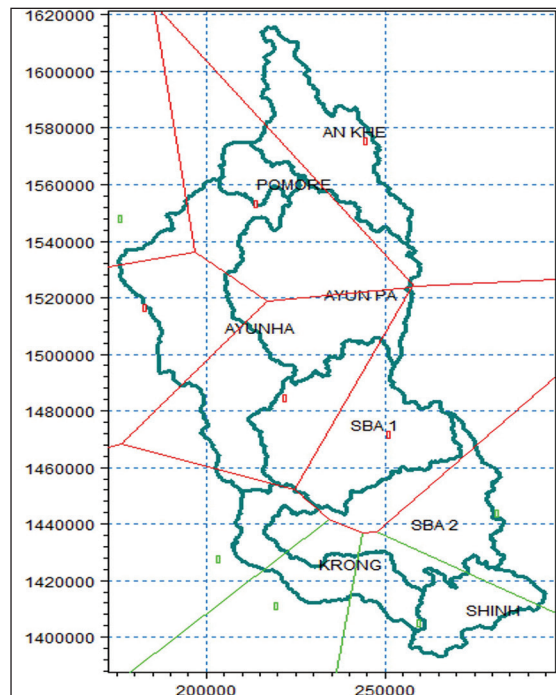 1620000
1600000
AN KHE
1580000
POMORE
1560000
1540000
AYUN PA
1520000
AYUNHA
1500000
1480000
SBA 1
1460000
SBA 2
1440000
KRONG
1420000
SHINH
1400000
200000
250000